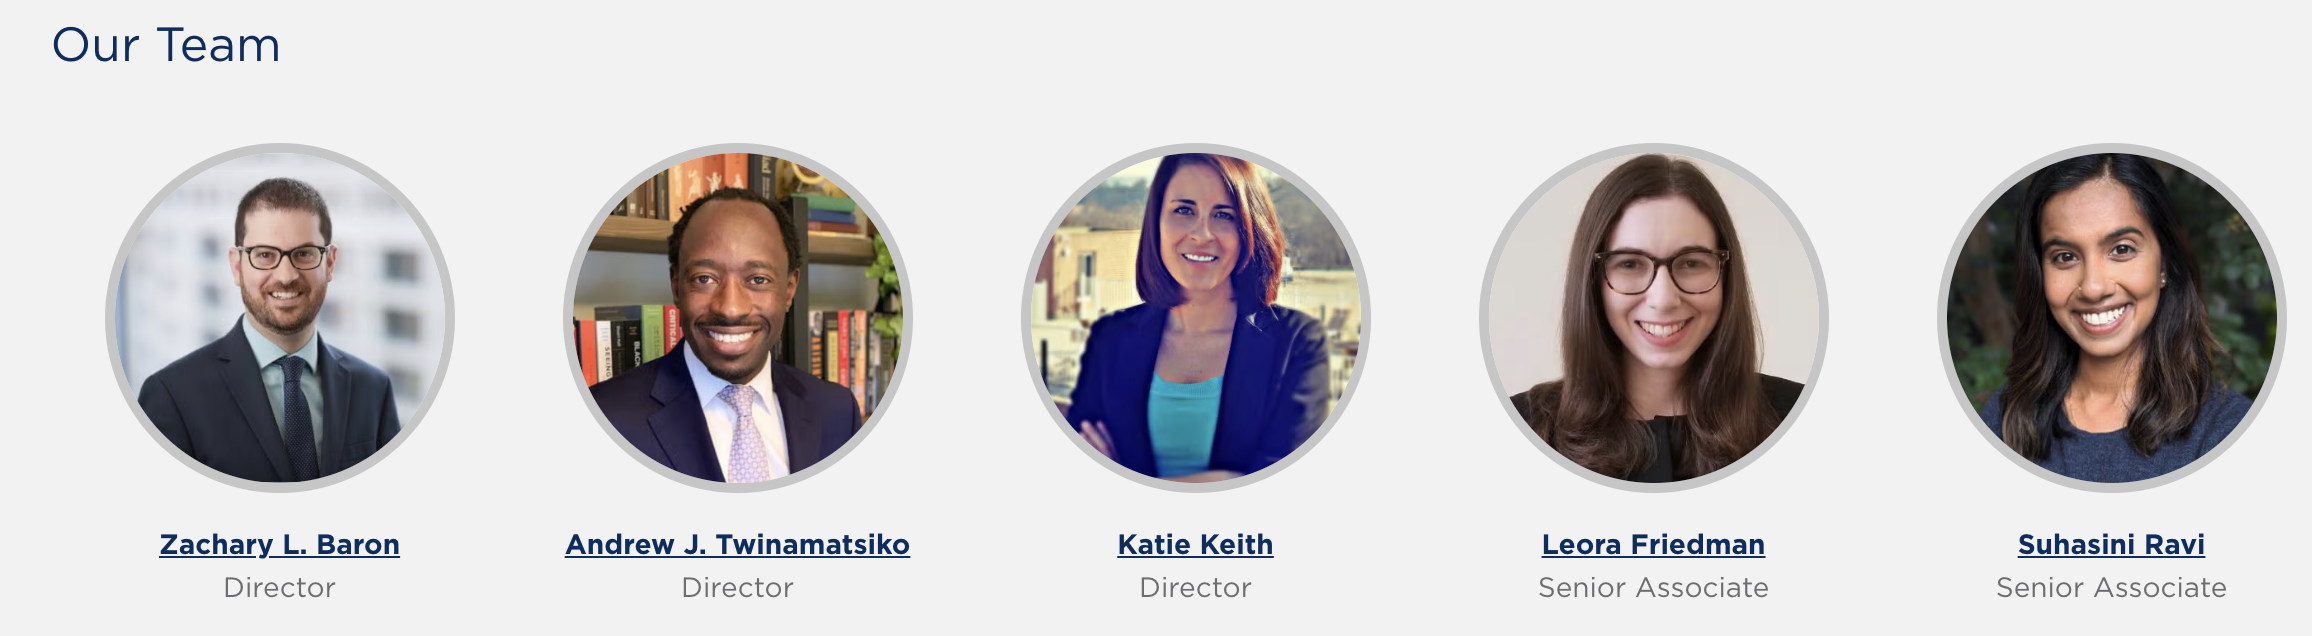 Our Team
Zachary L. Baron
Director
Andrew J. Twinamatsiko
Director
Katie Keith
Director
Leora Friedman
Senior Associate
Suhasini Ravi
Senior Associate